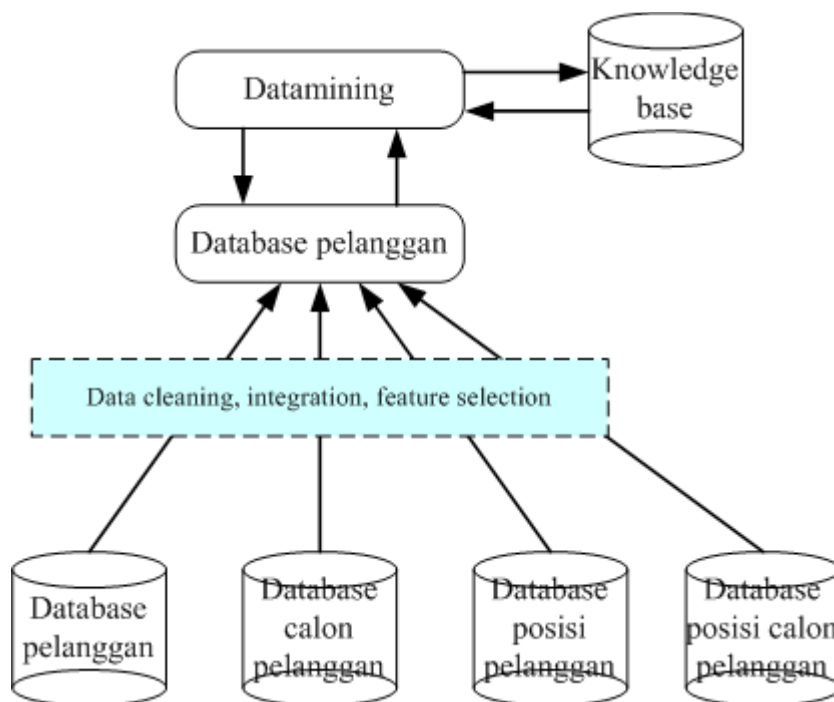 Datamining
Knowledge
base
Database pelanggan
Data cleaning, integration, feature selection
Database
pelanggan
Database
calon
pelanggan
Database
posisi
pelanggan
Database
posisi calon
pelanggan